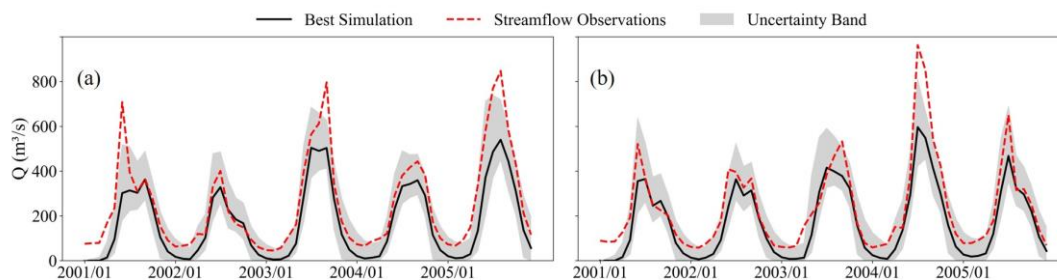 Best Simulation Streamflow Observations Uncertainty Band
(a) (b)
800
600
400
200
0
Q (m³/s)
2001/01 2002/01 2003/01 2004/01 2005/01 2001/01 2002/01 2003/01 2004/01 2005/01